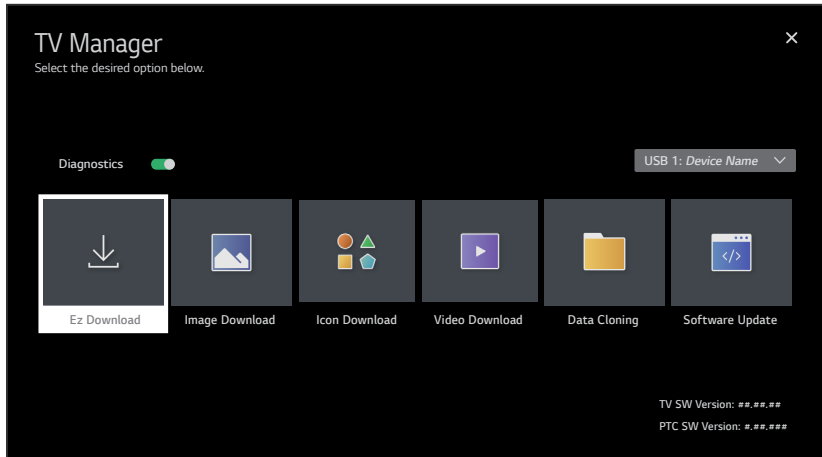 TV Manager
Select the desired option below.
Diagnostics
USB 1: Device Name
Ez Download
Image Download
Icon Download
Video Download
Data Cloning
Software Update
TV SW Version: ##.##.##
PTC SW Version: #.##.###